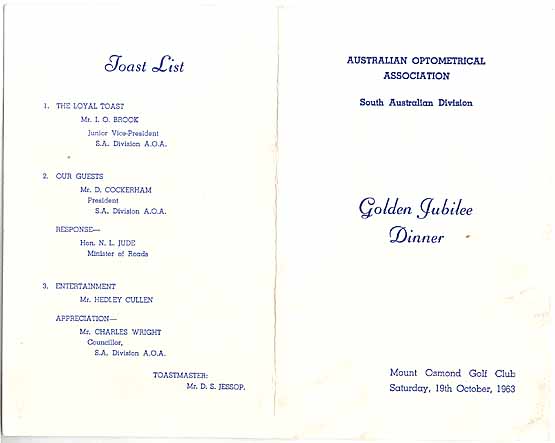 Toast List
1. THE LOYAL TOAST
Mr. I. O. BROCK
Junior Vice-President
S.A. Division A.O.A.
2. OUR GUESTS
Mr. D. COCKERHAM
President
S.A. Division A.O.A.
RESPONSE—
Hon. N. L. JUDE
Minister of Roads
3. ENTERTAINMENT
Mr. HEDLEY CULLEN
APPRECIATION—
Mr. CHARLES WRIGHT
Councillor,
S.A. Division A.O.A.
TOASTMASTER:
Mr. D. S. JESSOP.
AUSTRALIAN OPTOMETRICAL
ASSOCIATION
South Australian Division
Golden Jubilee
Dinner
Mount Osmond Golf Club
Saturday, 19th October, 1963